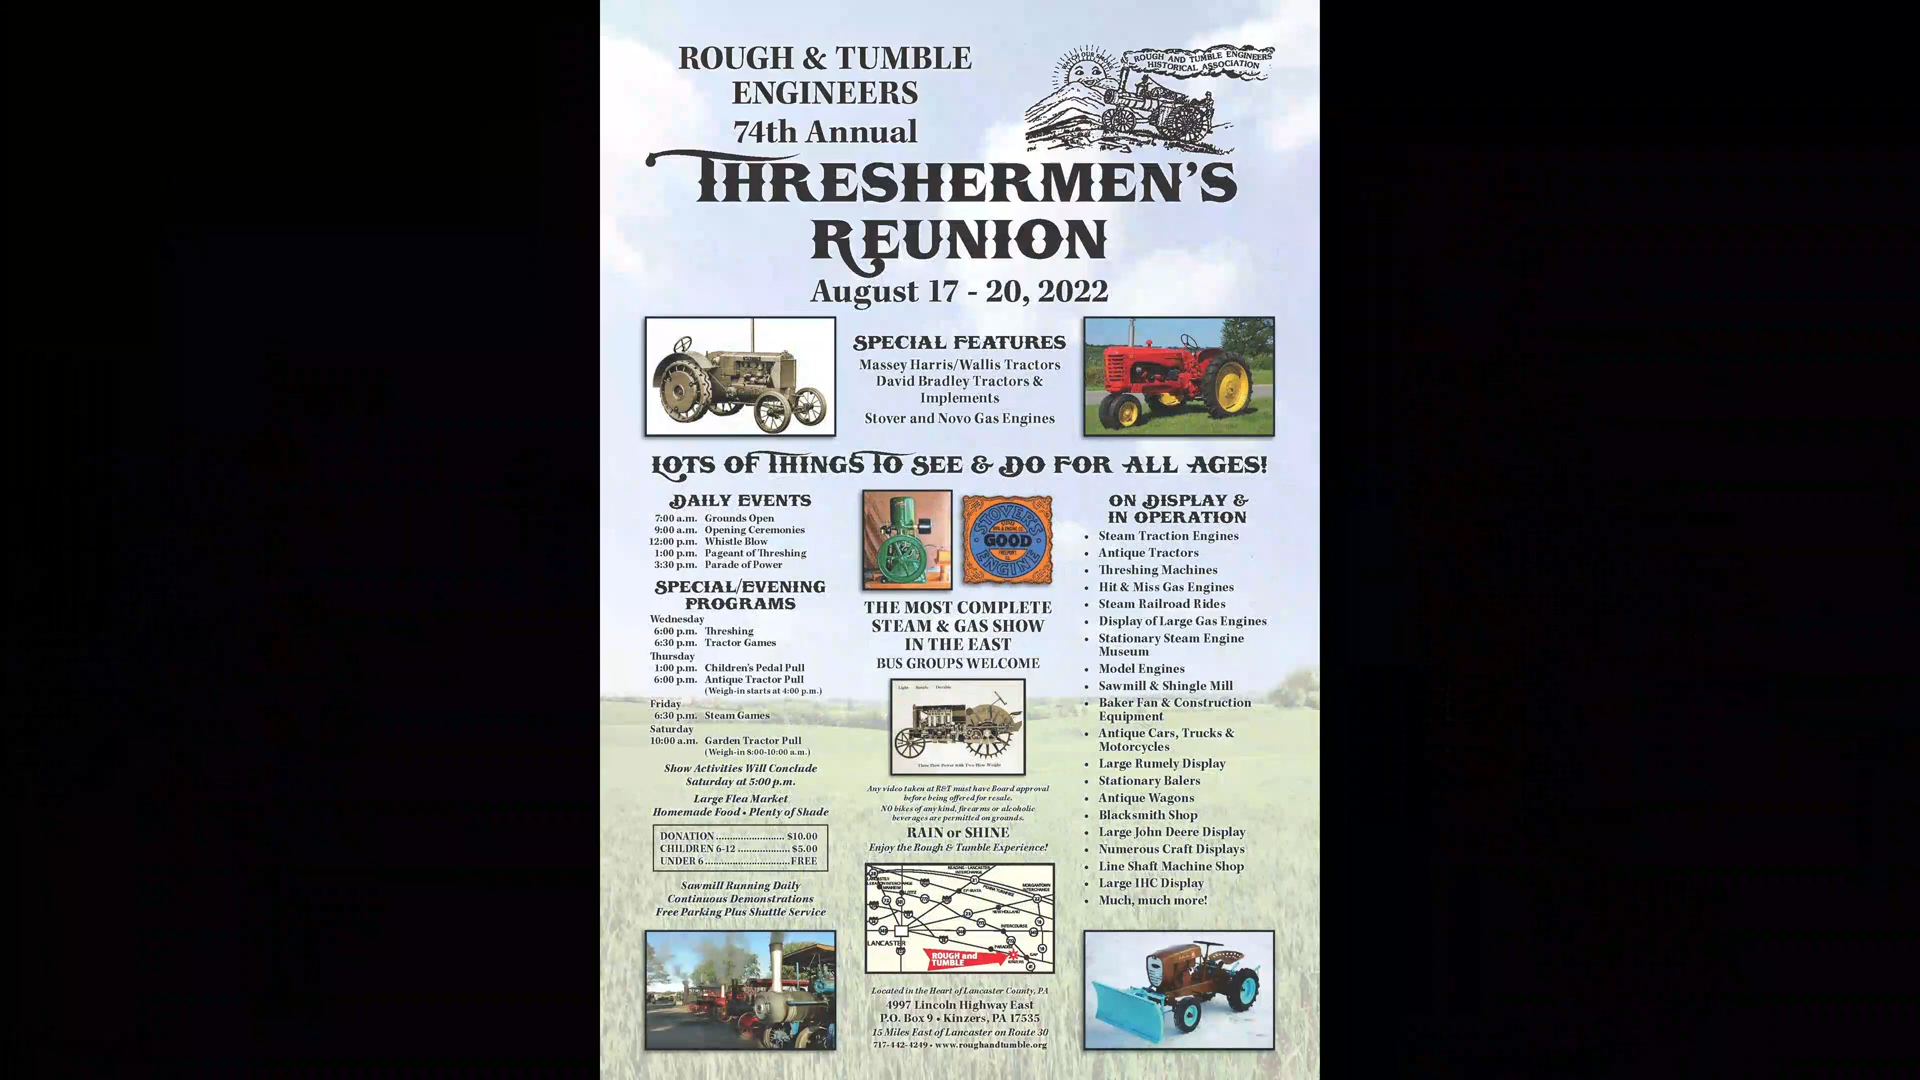 ROUGH & TUMBLE
ENGINEERS
74th Annual
ROUGH AND TUMBLE ENGINEERS
HISTORICAL ASSOCIATION
THRESHERMEN'S
REUNION
August 17 - 20, 2022
SPECIAL FEATURES
Massey Harris/Wallis Tractors
David Bradley Tractors &
Implements
Stover and Novo Gas Engines
LOTS OF THINGS TO SEE & DO FOR ALL AGES!
DAILY EVENTS
7:00 a.m. Grounds Open
9:00 a.m. Opening Ceremonies
12:00 p.m. Whistle Blow
1:00 p.m. Pageant of Threshing
3:30 p.m. Parade of Power
SPECIAL/EVENING
PROGRAMS
Wednesday
6:00 p.m. Threshing
6:30 p.m. Tractor Games
Thursday
1:00 p.m. Children's Pedal Pull
6:00 p.m. Antique Tractor Pull
(Weigh-in starts at 4:00 p.m.)
Friday
6:30 p.m. Steam Games
Saturday
10:00 a.m. Garden Tractor Pull
(Weigh-in 8:00-10:00 a.m.)
Show Activities Will Conclude
Saturday at 5:00 p.m.
Large Flea Market
Homemade Food • Plenty of Shade
DONATION ........................ $10.00
CHILDREN 6-12 ................... $5.00
UNDER 6 .............................. FREE
Sawmill Running Daily
Continuous Demonstrations
Free Parking Plus Shuttle Service
STOVER'S
GOOD
ENGINE
THE MOST COMPLETE
STEAM & GAS SHOW
IN THE EAST
BUS GROUPS WELCOME
Three Plow Power with Two Plow Weight
Any video taken at R&T must have Board approval
before being offered for resale.
NO bikes of any kind, firearms or alcoholic
beverages are permitted on grounds.
RAIN or SHINE
Enjoy the Rough & Tumble Experience!
MORGANTOWN
INTERCHANGE
NEW HOLLAND
INTERCOURSE
LANCASTER
PARADISE
GAP
ROUGH and
TUMBLE
KINZERS
Located in the Heart of Lancaster County, PA
4997 Lincoln Highway East
P.O. Box 9 • Kinzers, PA 17535
15 Miles East of Lancaster on Route 30
717-442-4249 • www.roughandtumble.org
ON DISPLAY &
IN OPERATION
• Steam Traction Engines
• Antique Tractors
• Threshing Machines
• Hit & Miss Gas Engines
• Steam Railroad Rides
• Display of Large Gas Engines
• Stationary Steam Engine
Museum
• Model Engines
• Sawmill & Shingle Mill
• Baker Fan & Construction
Equipment
• Antique Cars, Trucks &
Motorcycles
• Large Rumely Display
• Stationary Balers
• Antique Wagons
• Blacksmith Shop
• Large John Deere Display
• Numerous Craft Displays
• Line Shaft Machine Shop
• Large IHC Display
• Much, much more!